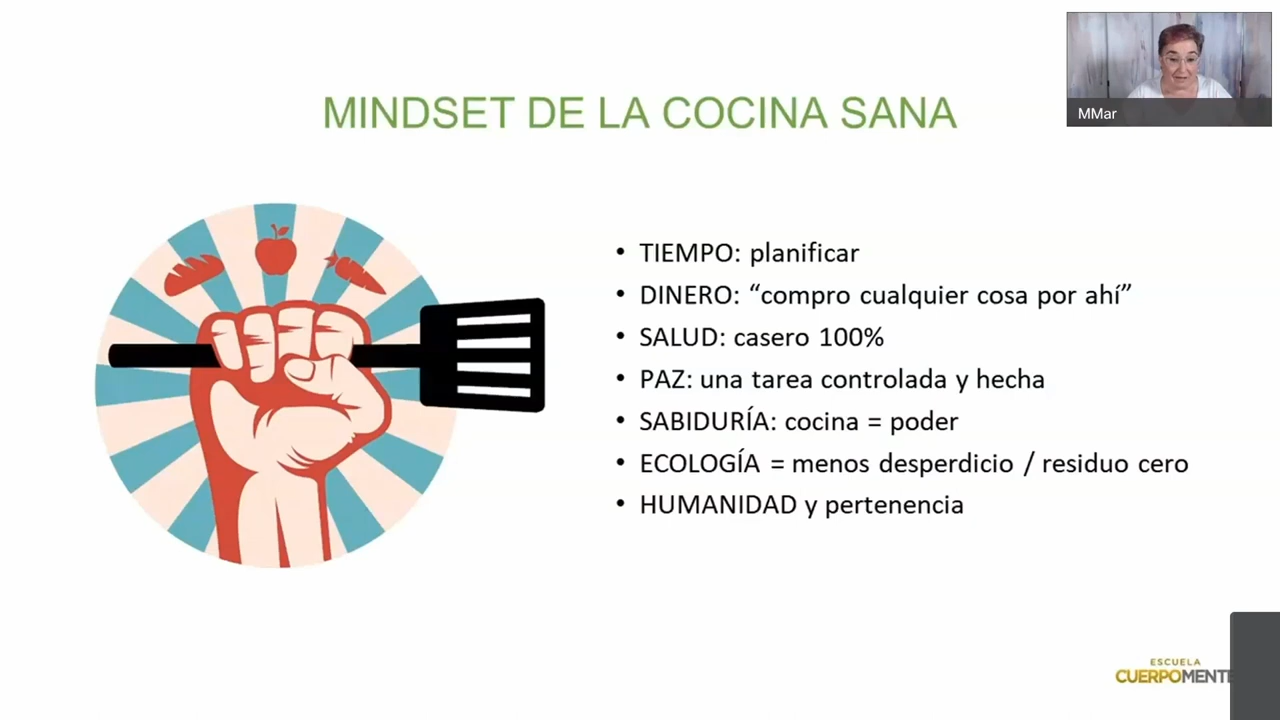 MMar
MINDSET DE LA COCINA SANA
• TIEMPO: planificar
• DINERO: “compro cualquier cosa por ahí”
• SALUD: casero 100%
• PAZ: una tarea controlada y hecha
• SABIDURÍA: cocina = poder
• ECOLOGÍA = menos desperdicio / residuo cero
• HUMANIDAD y pertenencia
ESCUELA
CUERPOMENTE